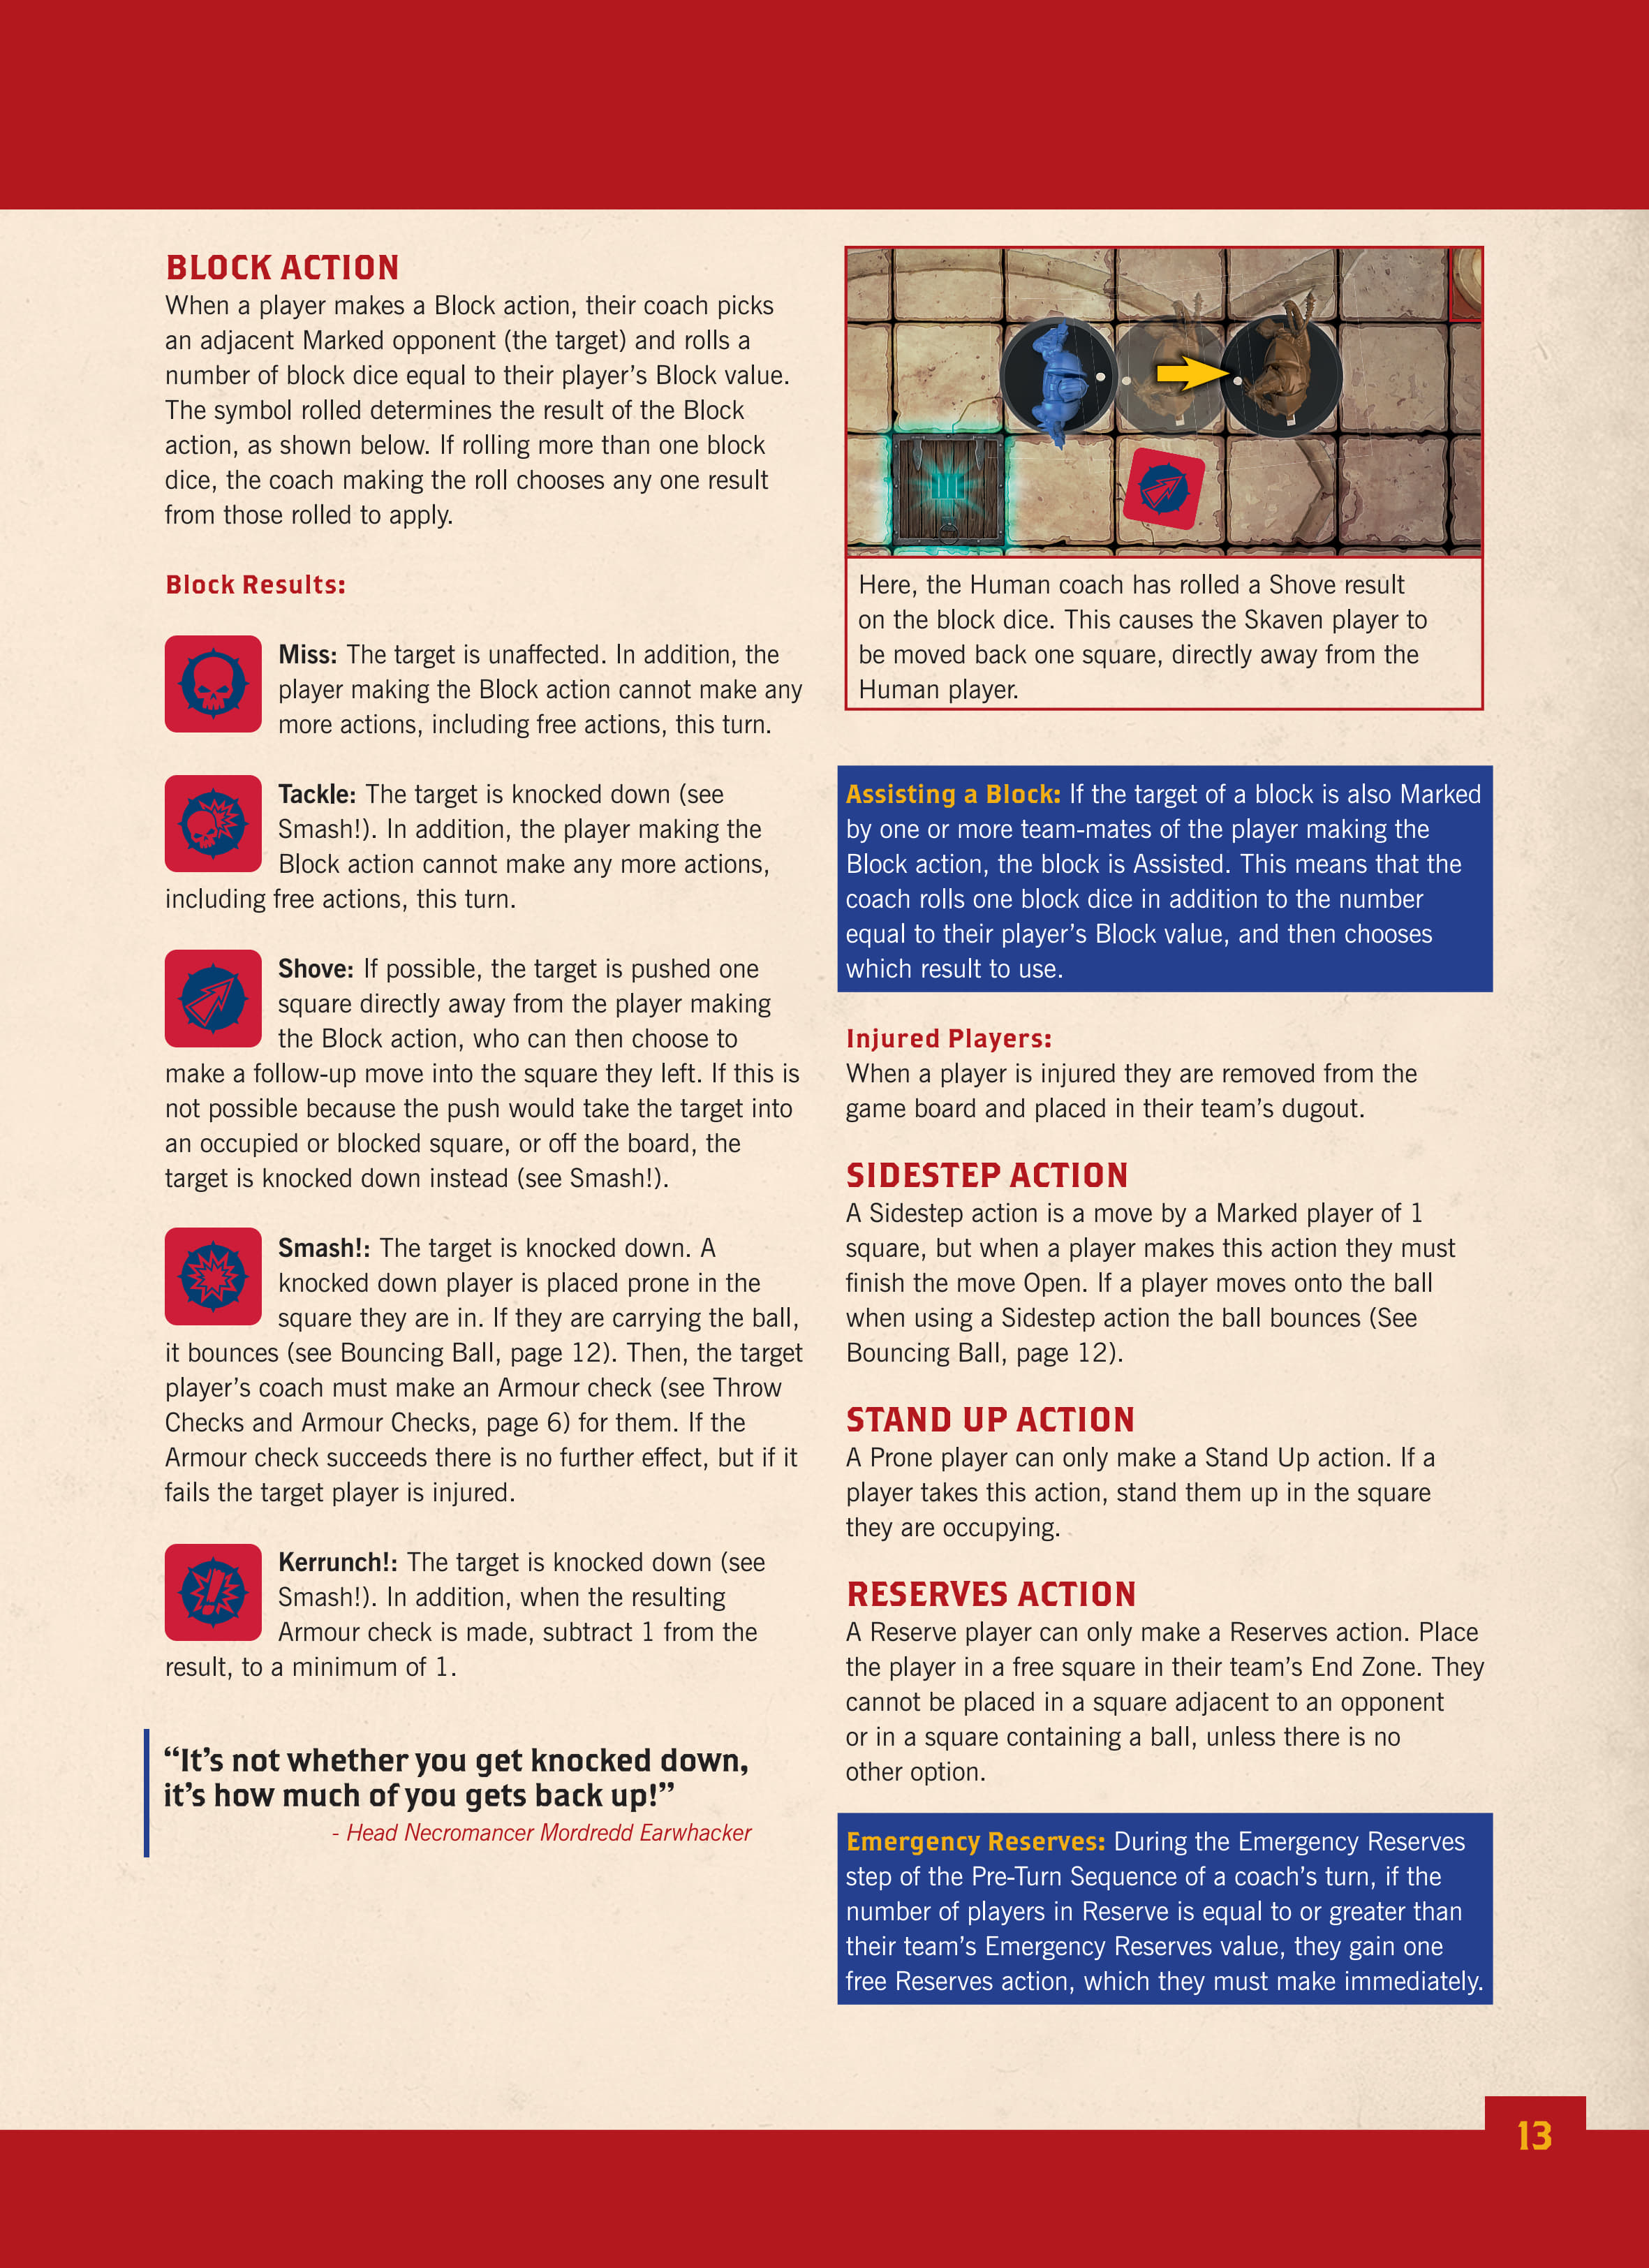 BLOCK ACTION
When a player makes a Block action, their coach picks
an adjacent Marked opponent (the target) and rolls a
number of block dice equal to their player’s Block value.
The symbol rolled determines the result of the Block
action, as shown below. If rolling more than one block
dice, the coach making the roll chooses any one result
from those rolled to apply.
Block Results:
Miss: The target is unaffected. In addition, the
player making the Block action cannot make any
more actions, including free actions, this turn.
Tackle: The target is knocked down (see
Smash!). In addition, the player making the
Block action cannot make any more actions,
including free actions, this turn.
Shove: If possible, the target is pushed one
square directly away from the player making
the Block action, who can then choose to
make a follow-up move into the square they left. If this is
not possible because the push would take the target into
an occupied or blocked square, or off the board, the
target is knocked down instead (see Smash!).
Smash!: The target is knocked down. A
knocked down player is placed prone in the
square they are in. If they are carrying the ball,
it bounces (see Bouncing Ball, page 12). Then, the target
player’s coach must make an Armour check (see Throw
Checks and Armour Checks, page 6) for them. If the
Armour check succeeds there is no further effect, but if it
fails the target player is injured.
Kerrunch!: The target is knocked down (see
Smash!). In addition, when the resulting
Armour check is made, subtract 1 from the
result, to a minimum of 1.
“It’s not whether you get knocked down,
it’s how much of you gets back up!”
- Head Necromancer Mordredd Earwhacker
III
Here, the Human coach has rolled a Shove result
on the block dice. This causes the Skaven player to
be moved back one square, directly away from the
Human player.
Assisting a Block: If the target of a block is also Marked
by one or more team-mates of the player making the
Block action, the block is Assisted. This means that the
coach rolls one block dice in addition to the number
equal to their player’s Block value, and then chooses
which result to use.
Injured Players:
When a player is injured they are removed from the
game board and placed in their team’s dugout.
SIDESTEP ACTION
A Sidestep action is a move by a Marked player of 1
square, but when a player makes this action they must
finish the move Open. If a player moves onto the ball
when using a Sidestep action the ball bounces (See
Bouncing Ball, page 12).
STAND UP ACTION
A Prone player can only make a Stand Up action. If a
player takes this action, stand them up in the square
they are occupying.
RESERVES ACTION
A Reserve player can only make a Reserves action. Place
the player in a free square in their team’s End Zone. They
cannot be placed in a square adjacent to an opponent
or in a square containing a ball, unless there is no
other option.
Emergency Reserves: During the Emergency Reserves
step of the Pre-Turn Sequence of a coach’s turn, if the
number of players in Reserve is equal to or greater than
their team’s Emergency Reserves value, they gain one
free Reserves action, which they must make immediately.
13